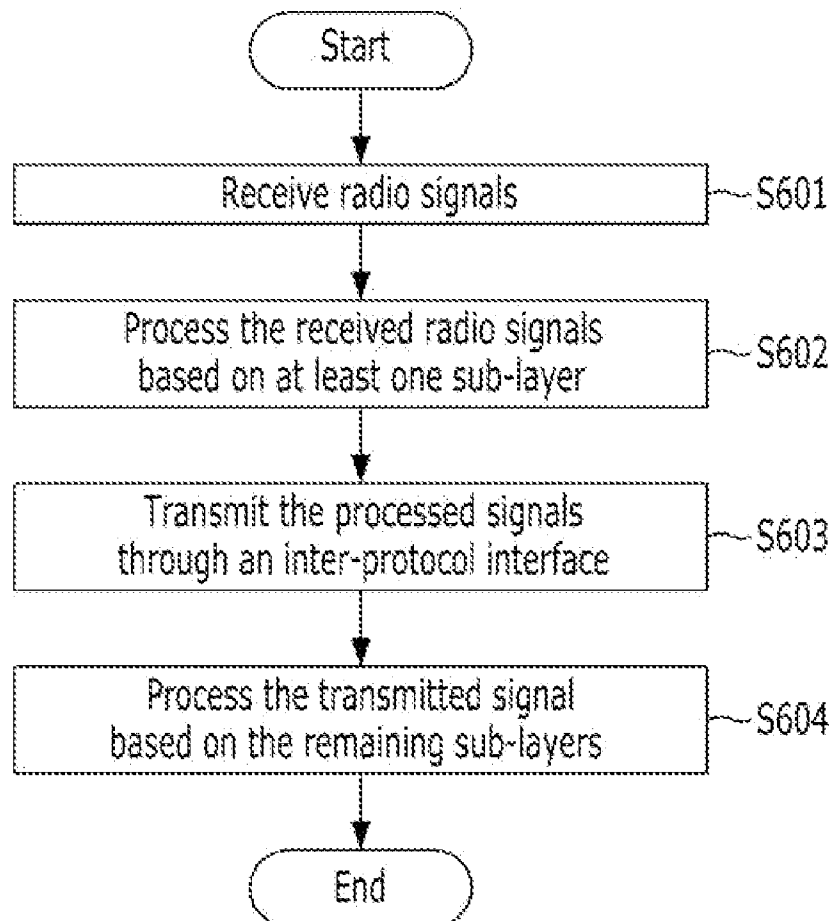 Start
Receive radio signals
S601
Process the received radio signals
based on at least one sub-layer
S602
Transmit the processed signals
through an inter-protocol interface
S603
Process the transmitted signal
based on the remaining sub-layers
S604
End